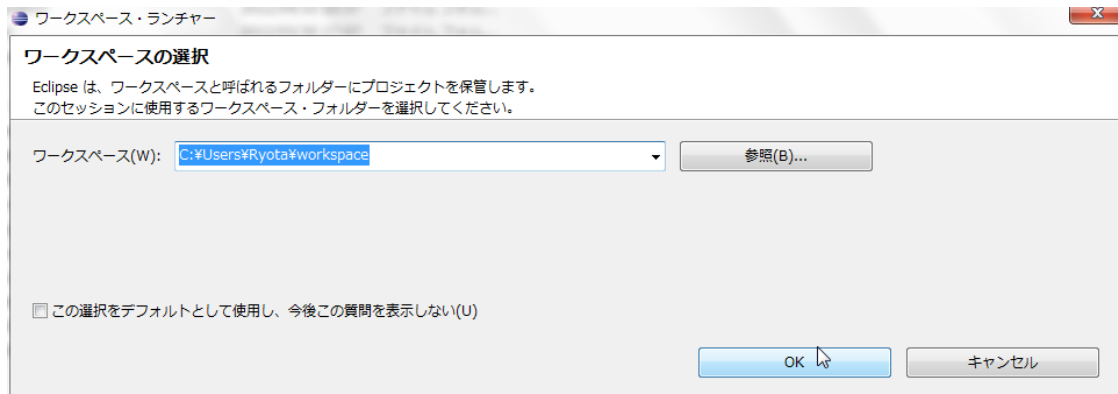 ワークスペース・ランチャー
ワークスペースの選択
Eclipse は、ワークスペースと呼ばれるフォルダーにプロジェクトを保管します。
このセッションに使用するワークスペース・フォルダーを選択してください。
ワークスペース(W): C:¥Users¥Ryota¥workspace 参照(B)...
この選択をデフォルトとして使用し、今後この質問を表示しない(U)
OK キャンセル